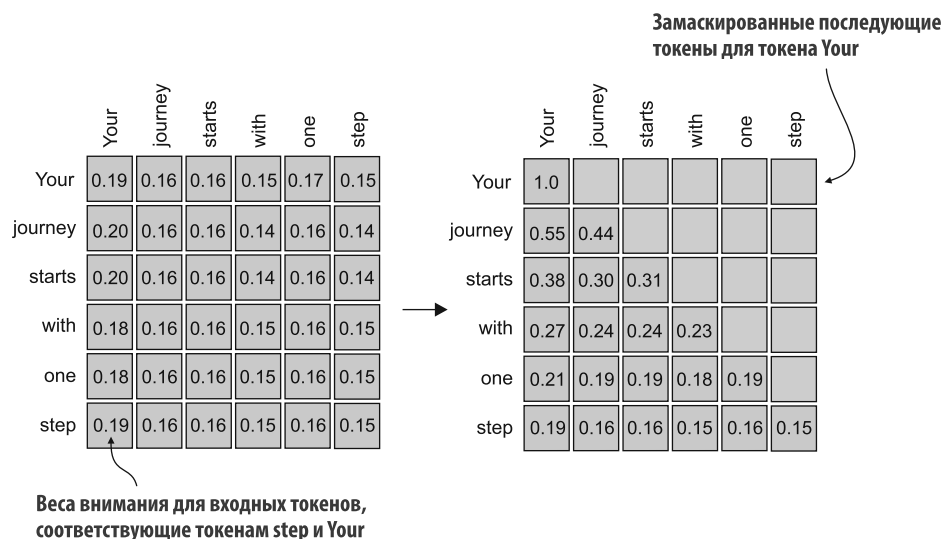 Замаскированные последующие
токены для токена Your
Your journey starts with one step
Your 0.19 0.16 0.16 0.15 0.17 0.15
journey 0.20 0.16 0.16 0.14 0.16 0.14
starts 0.20 0.16 0.16 0.14 0.16 0.14
with 0.18 0.16 0.16 0.15 0.16 0.15
one 0.18 0.16 0.16 0.15 0.16 0.15
step 0.19 0.16 0.16 0.15 0.16 0.15
Your journey starts with one step
Your 1.0
journey 0.55 0.44
starts 0.38 0.30 0.31
with 0.27 0.24 0.24 0.23
one 0.21 0.19 0.19 0.18 0.19
step 0.19 0.16 0.16 0.15 0.16 0.15
Веса внимания для входных токенов,
соответствующие токенам step и Your